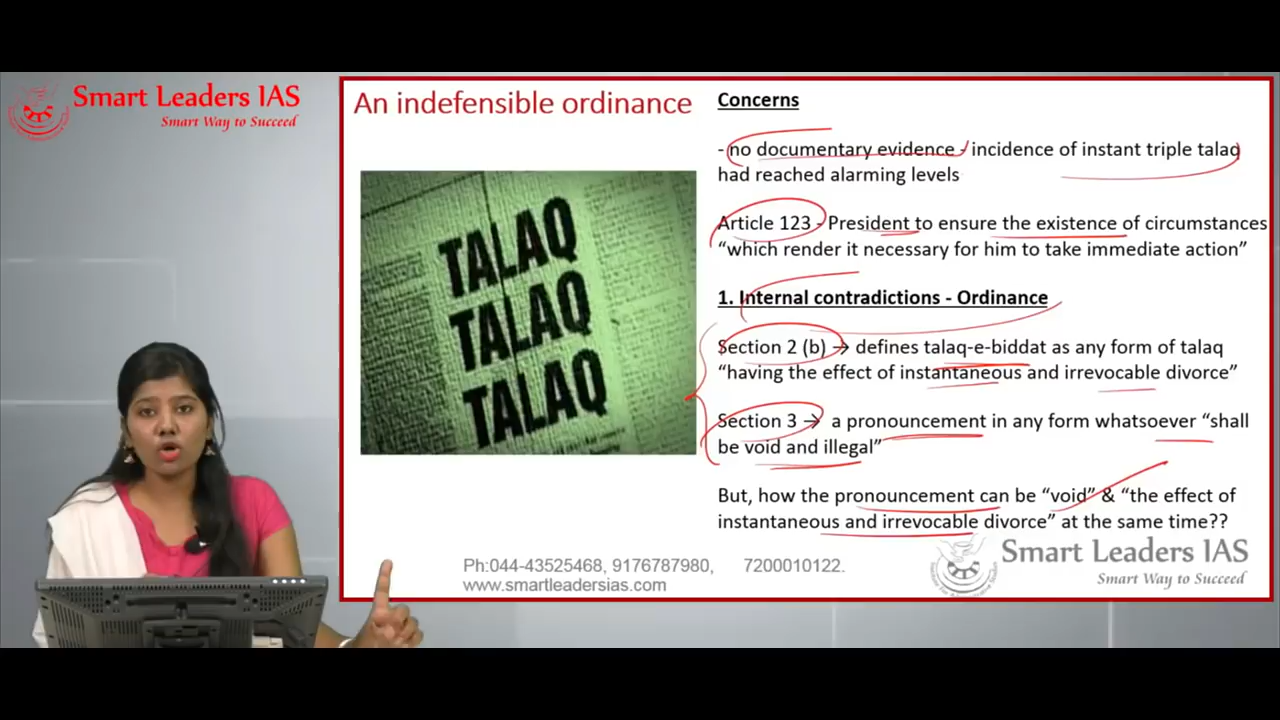 Smart Leaders IAS
Smart Way to Succeed
An indefensible ordinance
TALAQ
TALAQ
TALAQ
Concerns
- no documentary evidence - incidence of instant triple talaq
had reached alarming levels
Article 123 - President to ensure the existence of circumstances
“which render it necessary for him to take immediate action”
1. Internal contradictions - Ordinance
Section 2 (b) → defines talaq-e-biddat as any form of talaq
“having the effect of instantaneous and irrevocable divorce”
Section 3 → a pronouncement in any form whatsoever “shall
be void and illegal”
But, how the pronouncement can be “void” & “the effect of
instantaneous and irrevocable divorce” at the same time??
Ph:044-43525468, 9176787980, 7200010122.
www.smartleadersias.com
Smart Leaders IAS
Smart Way to Succeed